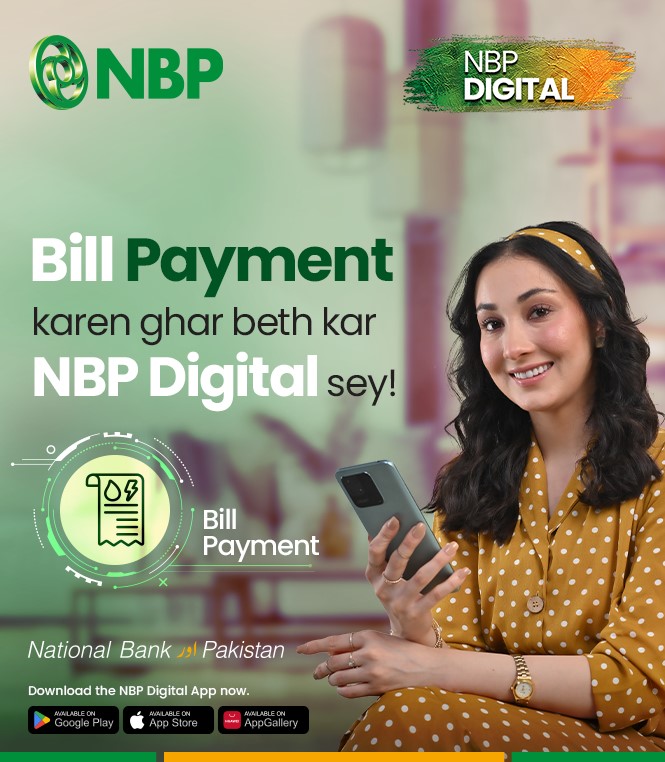 NBP
NBP
DIGITAL
Bill Payment
karen ghar beth kar
NBP Digital sey!
Bill
Payment
National Bank اور Pakistan
Download the NBP Digital App now.
AVAILABLE ON
Google Play
AVAILABLE ON
App Store
HUAWEI
AVAILABLE ON
AppGallery